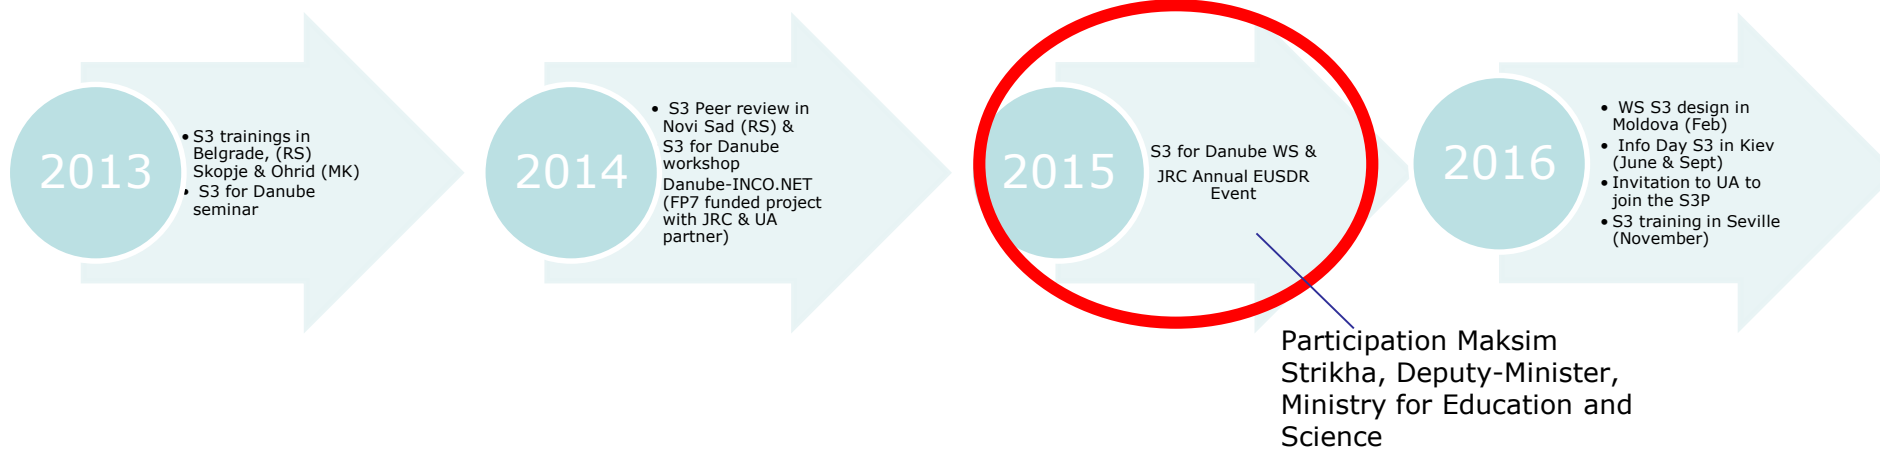 2013
• S3 trainings in
Belgrade, (RS)
Skopje & Ohrid (MK)
• S3 for Danube
seminar
2014
• S3 Peer review in
Novi Sad (RS) &
S3 for Danube
workshop
Danube-INCO.NET
(FP7 funded project
with JRC & UA
partner)
2015
S3 for Danube WS &
JRC Annual EUSDR
Event
2016
• WS S3 design in
Moldova (Feb)
• Info Day S3 in Kiev
(June & Sept)
• Invitation to UA to
join the S3P
• S3 training in Seville
(November)
Participation Maksim
Strikha, Deputy-Minister,
Ministry for Education and
Science